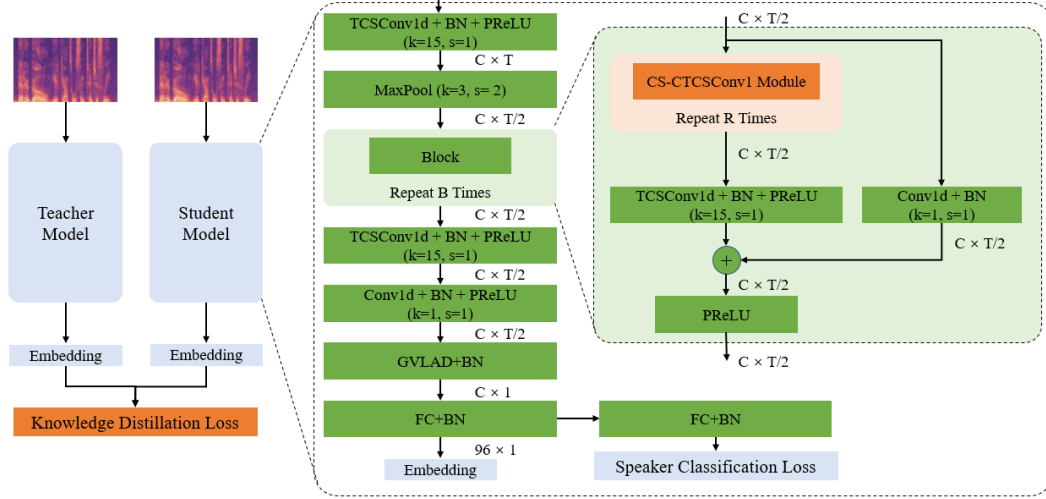 Teacher
Model
Student
Model
Embedding
Embedding
Knowledge Distillation Loss
TCSConv1d + BN + PReLU
(k=15, s=1)
C × T
MaxPool (k=3, s= 2)
C × T/2
Block
Repeat B Times
C × T/2
TCSConv1d + BN + PReLU
(k=15, s=1)
C × T/2
Conv1d + BN + PReLU
(k=1, s=1)
C × T/2
GVLAD+BN
C × 1
FC+BN
96 × 1
Embedding
FC+BN
Speaker Classification Loss
C × T/2
CS-CTCSConv1 Module
Repeat R Times
C × T/2
TCSConv1d + BN + PReLU
(k=15, s=1)
Conv1d + BN
(k=1, s=1)
C × T/2
+
C × T/2
PReLU
C × T/2